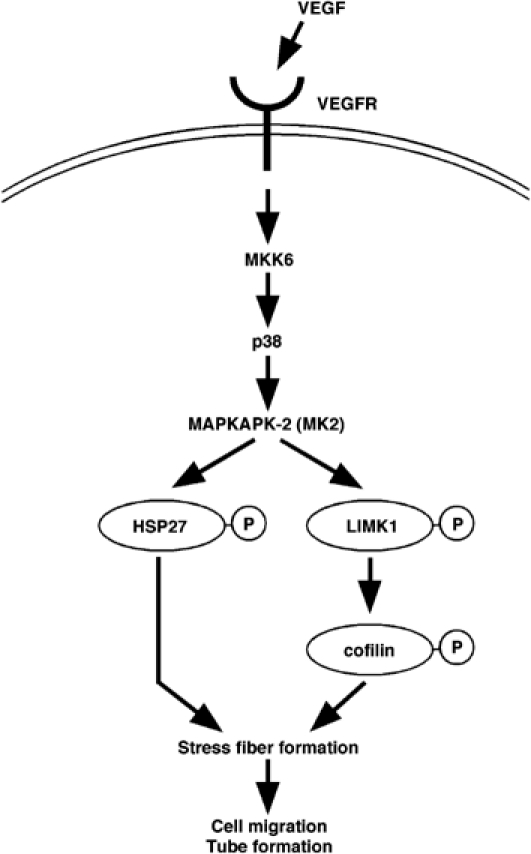 VEGF
VEGFR
MKK6
p38
MAPKAPK-2 (MK2)
HSP27
P
LIMK1
P
cofilin
P
Stress fiber formation
Cell migration
Tube formation